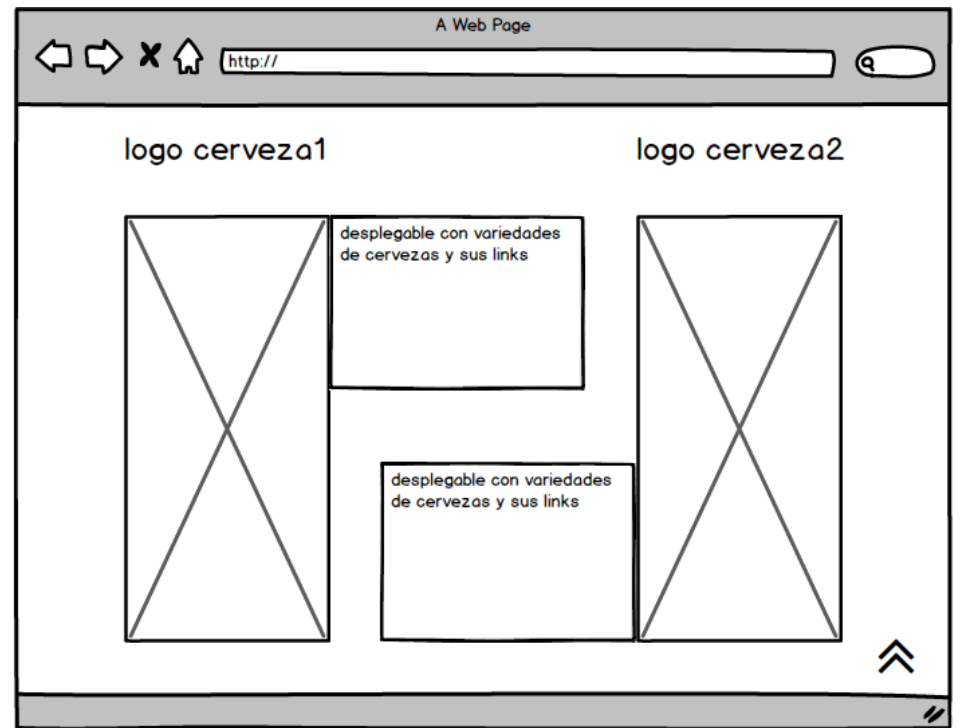 A Web Page
http://
logo cerveza1
logo cerveza2
desplegable con variedades
de cervezas y sus links
desplegable con variedades
de cervezas y sus links